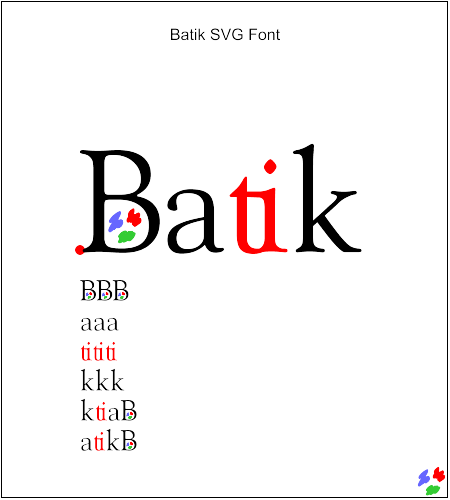 Batik SVG Font
Batik
BBB
aaa
tititi
kkk
ktiaB
atikB